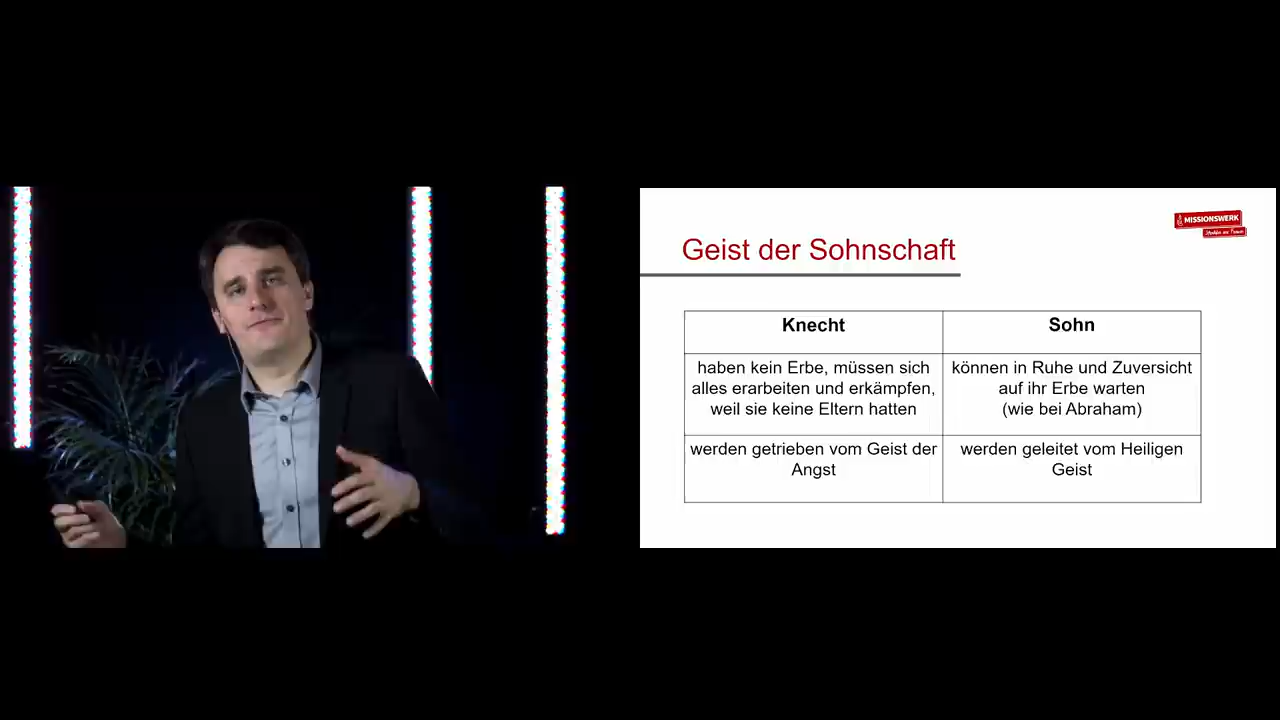 MISSIONSWERK
Geist der Sohnschaft
Knecht
Sohn
haben kein Erbe, müssen sich
alles erarbeiten und erkämpfen,
weil sie keine Eltern hatten
können in Ruhe und Zuversicht
auf ihr Erbe warten
(wie bei Abraham)
werden getrieben vom Geist der
Angst
werden geleitet vom Heiligen
Geist